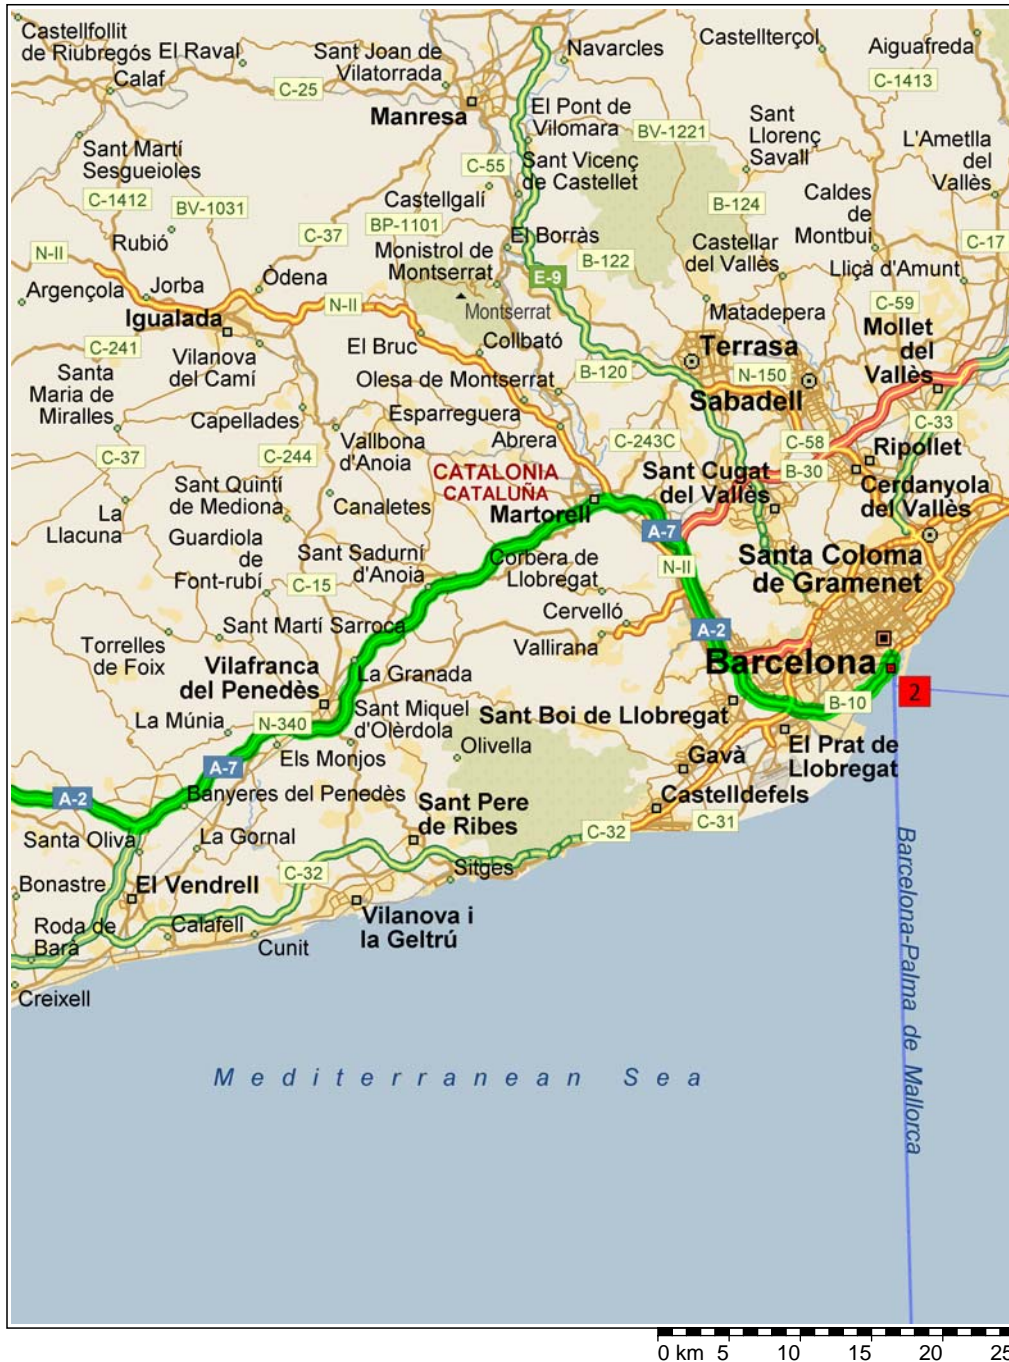 Castellfollit
de Riubregós
El Raval
Calaf
Sant Joan de
Vilatorrada
Navarcles
Castellterçol
Aiguafreda
C-25
C-1413
Manresa
El Pont de
Vilomara
BV-1221
Sant
Llorenç
Savall
L'Ametlla
del
Vallès
Sant Martí
Sesgueioles
C-55
Sant Vicenç
de Castellet
C-1412
BV-1031
Castellgalí
B-124
Caldes
de
Montbui
Rubió
C-37
BP-1101
El Borràs
C-17
N-II
Monistrol de
Montserrat
B-122
Castellar
del Vallès
Lliçà d'Amunt
E-9
Argençola
Jorba
Òdena
N-II
Montserrat
Matadepera
C-59
Igualada
Mollet
del
Vallès
C-241
Vilanova
del Camí
El Bruc
Collbató
Terrasa
Santa
Maria de
Miralles
Olesa de Montserrat
B-120
N-150
Sabadell
Capellades
Esparreguera
C-33
Vallbona
d'Anoia
Abrera
C-243C
C-58
Ripollet
C-37
C-244
CATALONIA
CATALUÑA
Sant Cugat
del Vallès
B-30
Cerdanyola
del Vallès
Sant Quintí
de Mediona
Canaletes
Martorell
La
Llacuna
Guardiola
de
Font-rubí
Sant Sadurní
d'Anoia
A-7
Corbera de
Llobregat
N-II
Santa Coloma
de Gramenet
C-15
Cervelló
Sant Martí Sarroca
Vallirana
A-2
Torrelles
de Foix
Vilafranca
del Penedès
La Granada
Barcelona
2
B-10
La Múnia
N-340
Sant Miquel
d'Olèrdola
Sant Boi de Llobregat
Els Monjos
Olivella
Gavà
El Prat de
Llobregat
A-7
A-2
Banyeres del Penedès
Castelldefels
Sant Pere
de Ribes
C-31
C-32
Santa Oliva
La Gornal
Barcelona-Palma de Mallorca
Bonastre
El Vendrell
C-32
Sitges
Roda de
Barà
Calafell
Cunit
Vilanova i
la Geltrú
Creixell
Mediterranean Sea
0 km 5 10 15 20 25